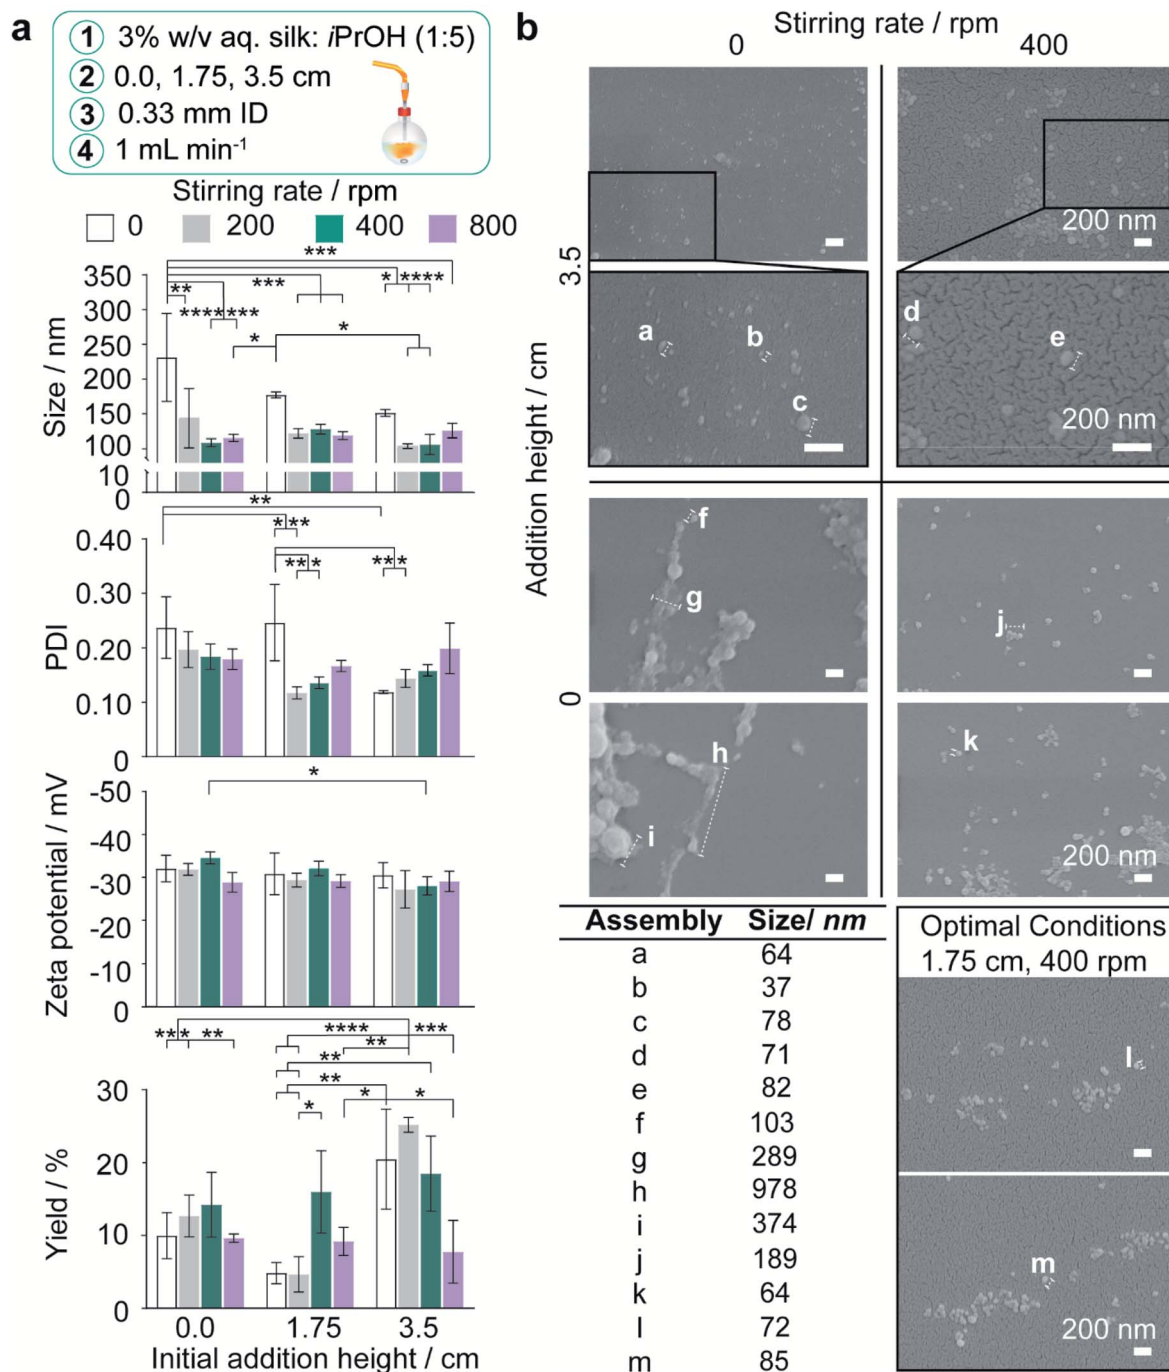 a
1 3% w/v aq. silk: iPrOH (1:5)
2 0.0, 1.75, 3.5 cm
3 0.33 mm ID
4 1 mL min-1
Stirring rate / rpm
0 200 400 800
***
** *** * ****
**** ***
* *
350
300
250
200
150
100
10
0
Size / nm
**
* **
** * ***
0.40
0.30
0.20
0.10
0
PDI
*
-50
-40
-30
-20
-10
0
Zeta potential / mV
*** ** **** ***
**
**
** * *
*
30
20
10
0
Yield / %
0.0 1.75 3.5
Initial addition height / cm
b
Stirring rate / rpm
0 400
Addition height / cm
3.5
200 nm
a b c
d e
200 nm
0
f
g
j
h
i
k
200 nm
Assembly Size/ nm
a 64
b 37
c 78
d 71
e 82
f 103
g 289
h 978
i 374
j 189
k 64
l 72
m 85
Optimal Conditions
1.75 cm, 400 rpm
l
m
200 nm